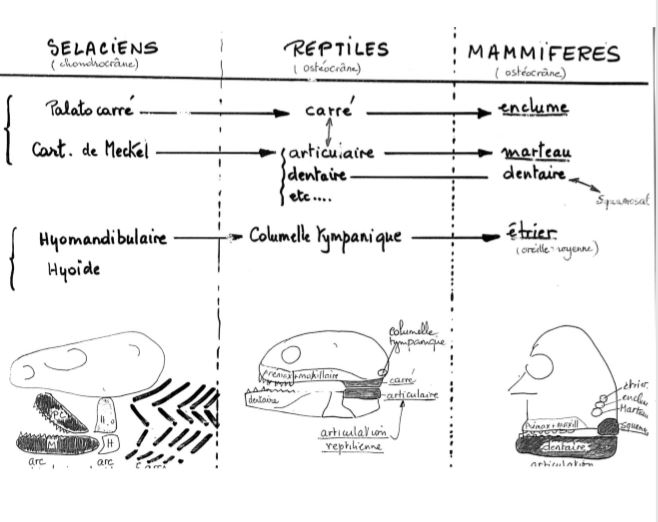 SELACIENS
(chondrocrâne)
REPTILES
(ostéocrâne)
MAMMIFERES
(ostéocrâne)
Palato carré
carré
enclume
Cart. de Meckel
articulaire
marteau
dentaire
dentaire
etc....
Squamosal
Hyomandibulaire
Columelle tympanique
étrier
(oreille-moyenne)
Hyoïde
columelle
tympanique
Prémax+maxillaire
carré
articulaire
dentaire
articulation
reptilienne
PC
H
M
H
arc
arc
étrier
enclu
Marteau
squamo
Prémax+maxill
dentaire
articulation